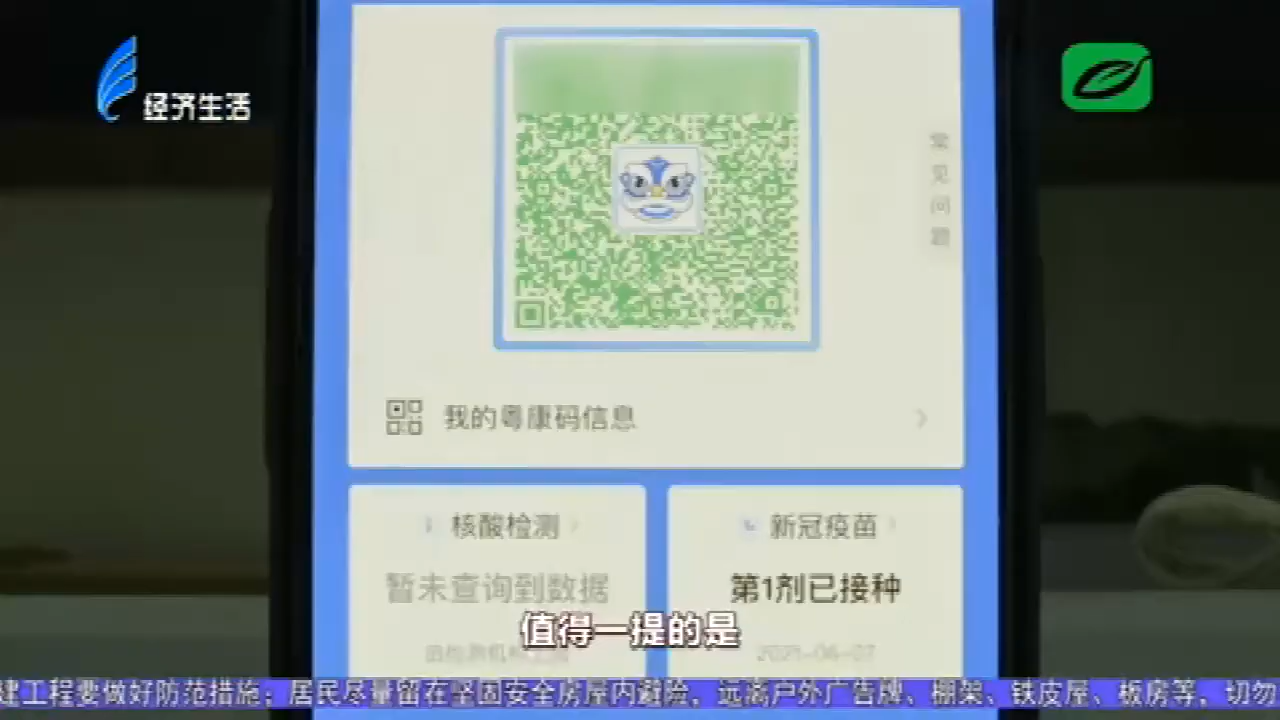 经济生活
常见问题
我的粤康码信息
核酸检测
新冠疫苗
暂未查询到数据
第1剂已接种
2021-06-07
值得一提的是
建工程要做好防范措施；居民尽量留在坚固安全房屋内避险，远离户外广告牌、棚架、铁皮屋、板房等，切勿